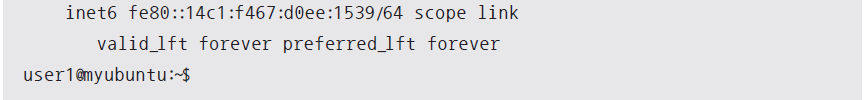 inet6 fe80::14c1:f467:d0ee:1539/64 scope link
valid_lft forever preferred_lft forever
user1@myubuntu:~$